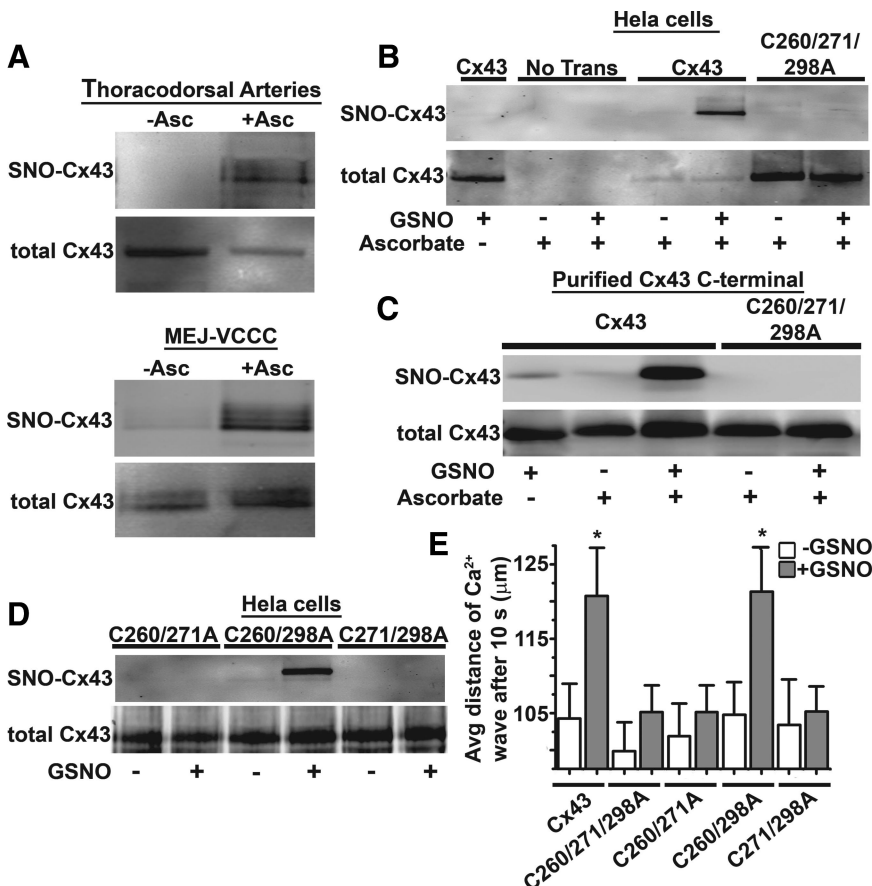 A
Thoracodorsal Arteries
-Asc +Asc
SNO-Cx43
total Cx43
MEJ-VCCC
-Asc +Asc
SNO-Cx43
total Cx43
B
Hela cells
Cx43 No Trans Cx43 C260/271/
298A
SNO-Cx43
total Cx43
GSNO + - + - + - +
Ascorbate - + + + + + +
C
Purified Cx43 C-terminal
Cx43 C260/271/
298A
SNO-Cx43
total Cx43
GSNO + - + - +
Ascorbate - + + + +
D
Hela cells
C260/271A C260/298A C271/298A
SNO-Cx43
total Cx43
GSNO - + - + - +
E
Avg distance of Ca²⁺
wave after 10 s (μm)
125
115
105
* *
-GSNO
+GSNO
Cx43
C260/271/298A
C260/271A
C260/298A
C271/298A